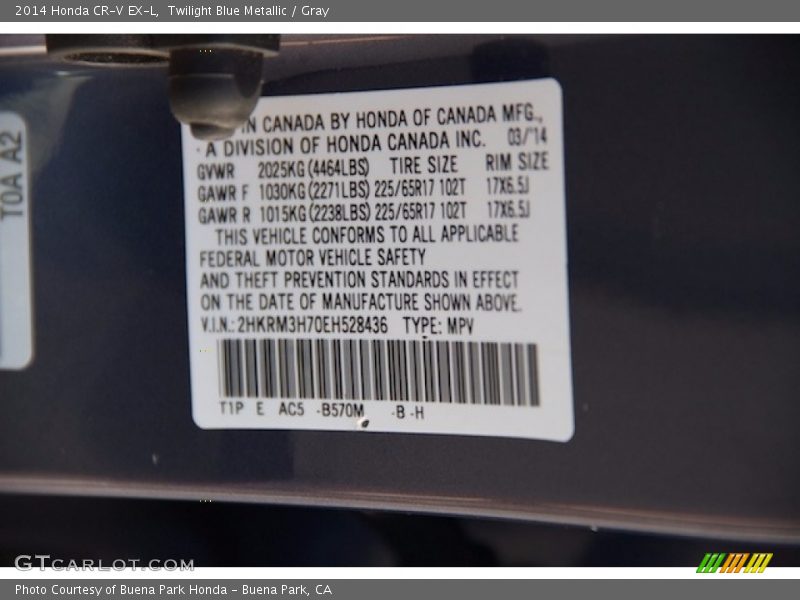 2014 Honda CR-V EX-L, Twilight Blue Metallic / Gray
IN CANADA BY HONDA OF CANADA MFG.,
A DIVISION OF HONDA CANADA INC. 03/'14
GVWR 2025KG (4464LBS) TIRE SIZE RIM SIZE
GAWR F 1030KG (2271LBS) 225/65R17 102T 17X6.5J
GAWR R 1015KG (2238LBS) 225/65R17 102T 17X6.5J
THIS VEHICLE CONFORMS TO ALL APPLICABLE
FEDERAL MOTOR VEHICLE SAFETY
AND THEFT PREVENTION STANDARDS IN EFFECT
ON THE DATE OF MANUFACTURE SHOWN ABOVE.
V.I.N.: 2HKRM3H70EH528436 TYPE: MPV
T1P E AC5 -B570M -B -H
T0A A2
GTCARLOT.COM
Photo Courtesy of Buena Park Honda - Buena Park, CA